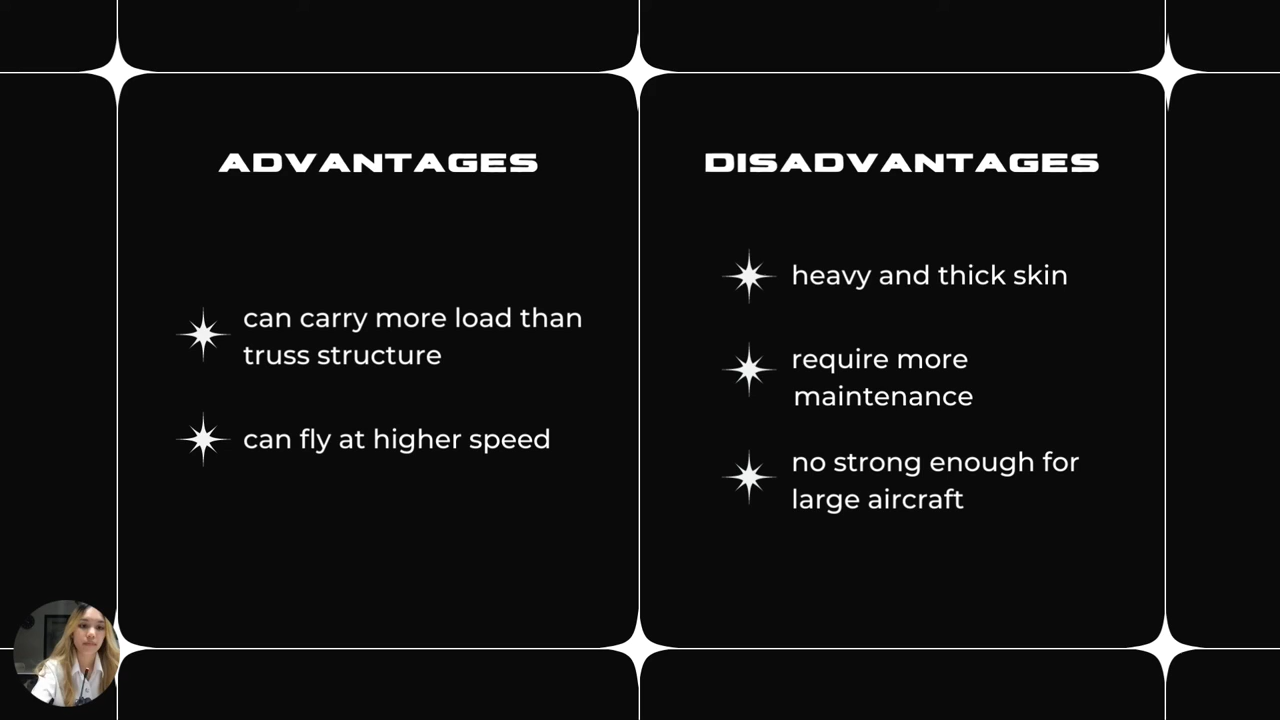 ADVANTAGES
can carry more load than
truss structure
can fly at higher speed
DISADVANTAGES
heavy and thick skin
require more
maintenance
no strong enough for
large aircraft